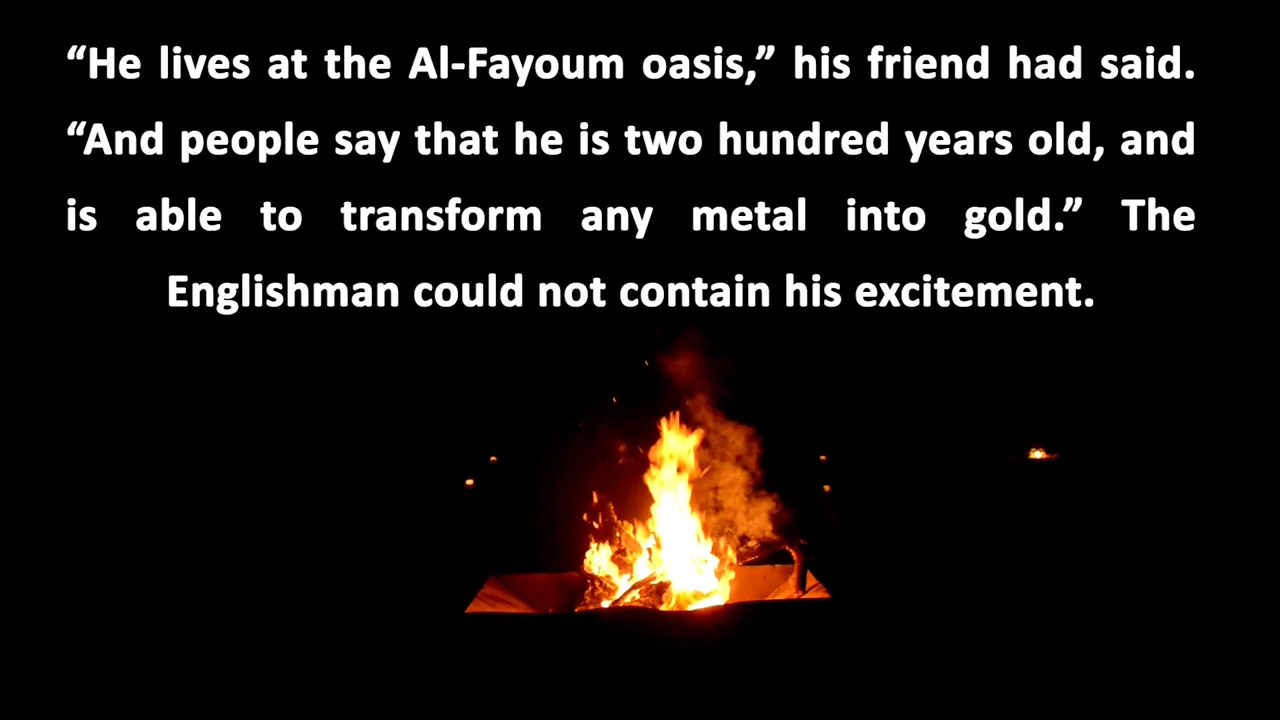 “He lives at the Al-Fayoum oasis,” his friend had said.
“And people say that he is two hundred years old, and
is able to transform any metal into gold.” The
Englishman could not contain his excitement.